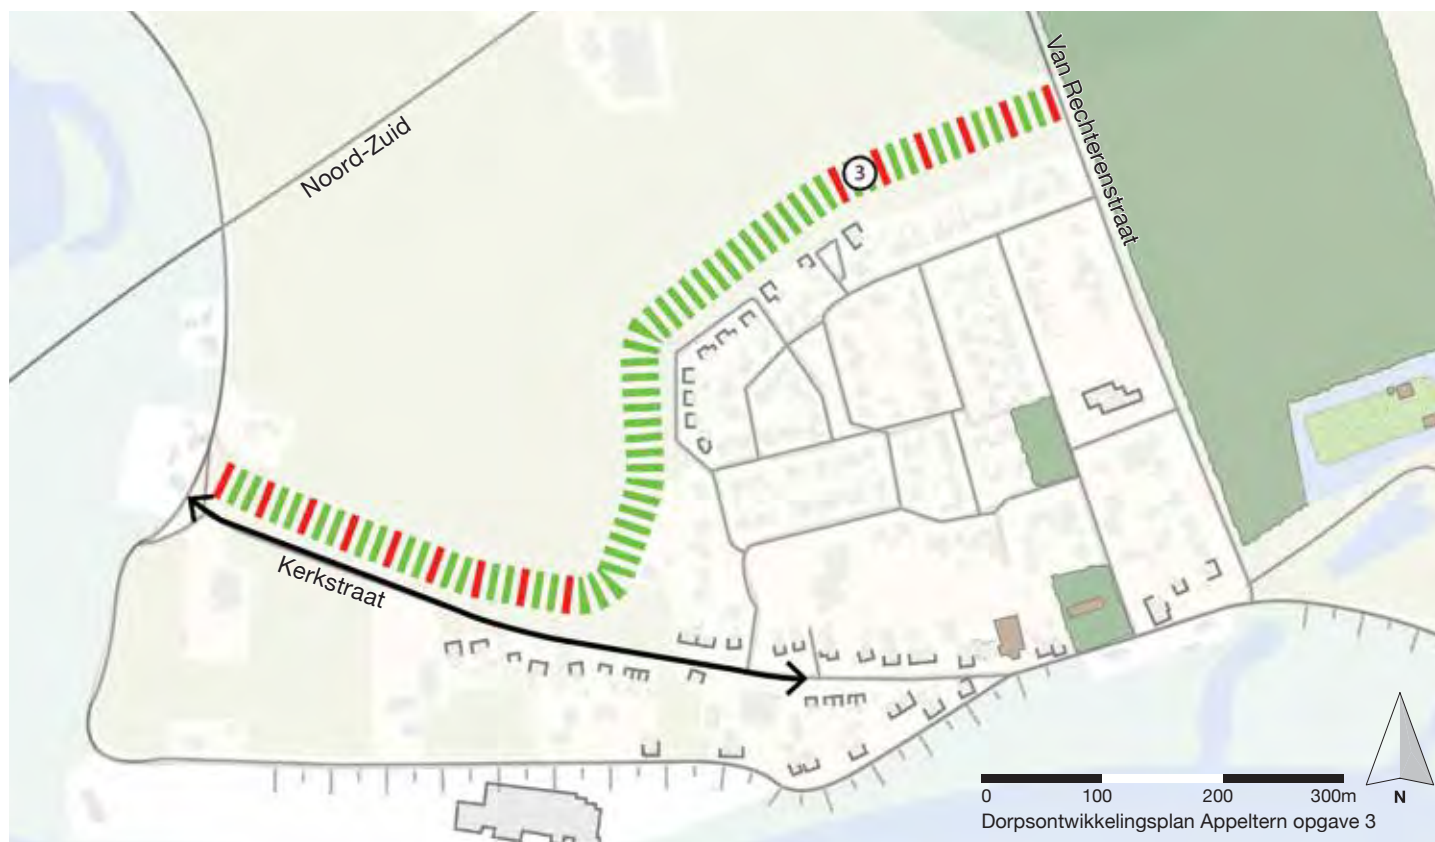 Van Rechterenstraat
Noord-Zuid
3
Kerkstraat
0 100 200 300m
N
Dorpsontwikkelingsplan Appeltern opgave 3